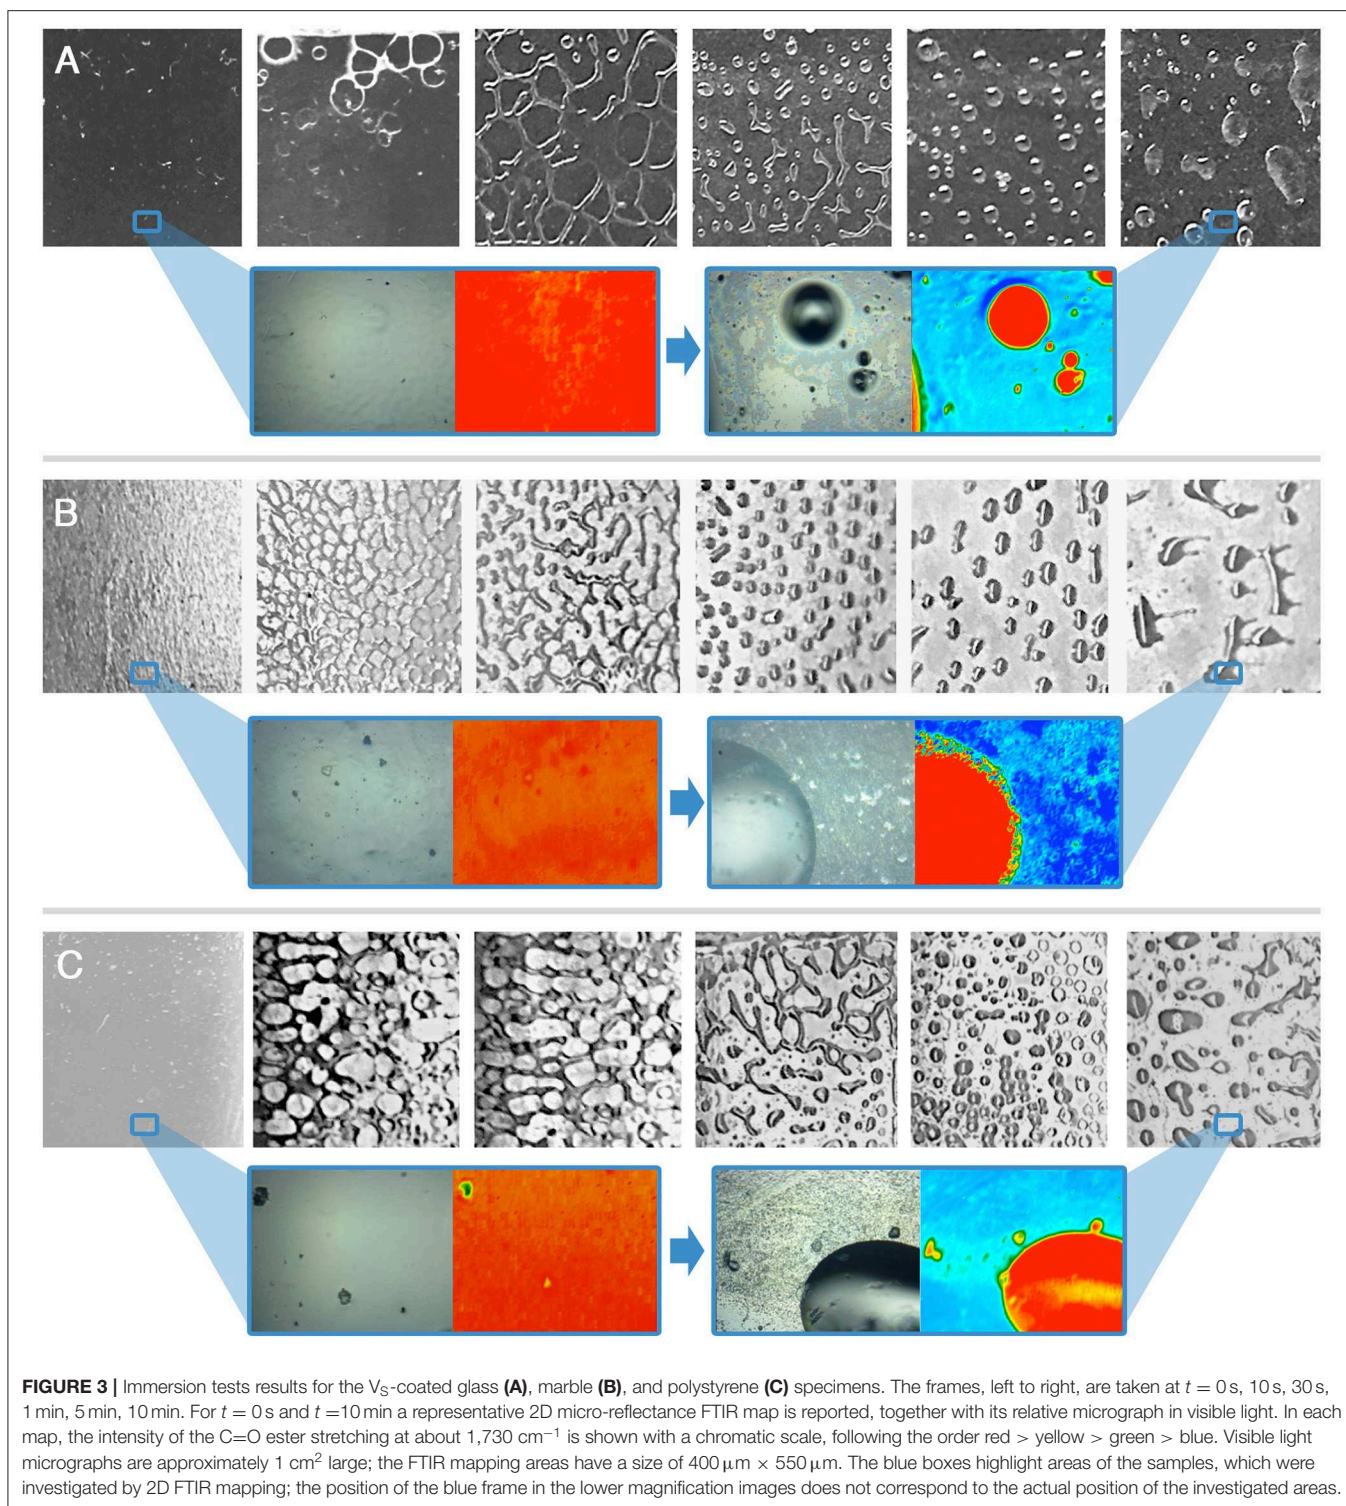 A
B
C
FIGURE 3 | Immersion tests results for the VS-coated glass (A), marble (B), and polystyrene (C) specimens. The frames, left to right, are taken at t = 0 s, 10 s, 30 s,
1 min, 5 min, 10 min. For t = 0 s and t =10 min a representative 2D micro-reflectance FTIR map is reported, together with its relative micrograph in visible light. In each
map, the intensity of the C=O ester stretching at about 1,730 cm−1 is shown with a chromatic scale, following the order red > yellow > green > blue. Visible light
micrographs are approximately 1 cm2 large; the FTIR mapping areas have a size of 400 μm × 550 μm. The blue boxes highlight areas of the samples, which were
investigated by 2D FTIR mapping; the position of the blue frame in the lower magnification images does not correspond to the actual position of the investigated areas.